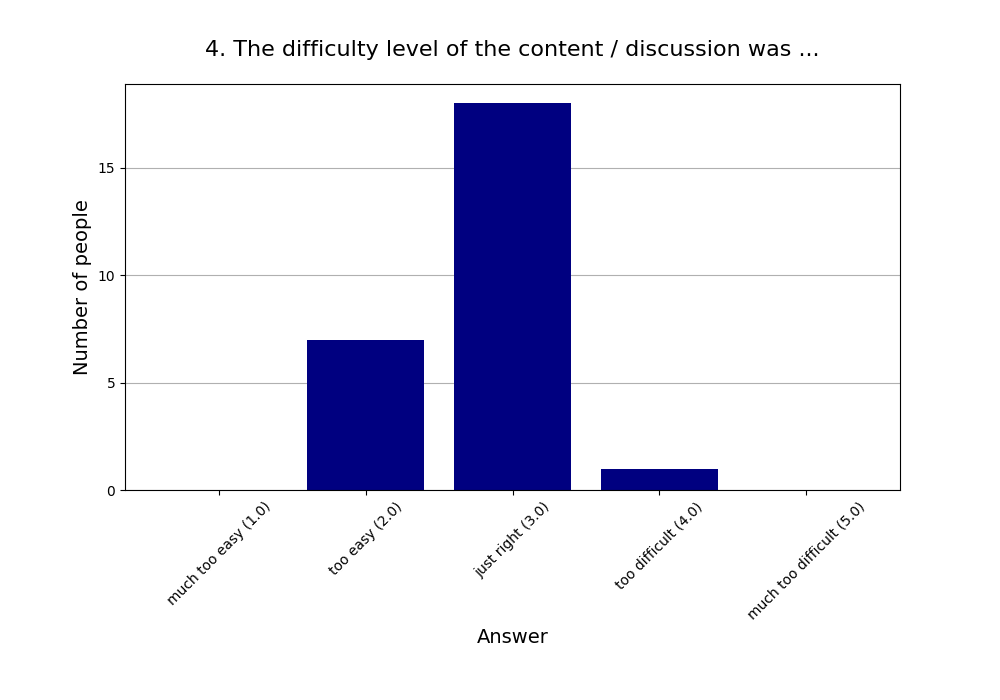 4. The difficulty level of the content / discussion was ...
Number of people
15
10
5
0
much too easy (1.0)
too easy (2.0)
just right (3.0)
too difficult (4.0)
much too difficult (5.0)
Answer